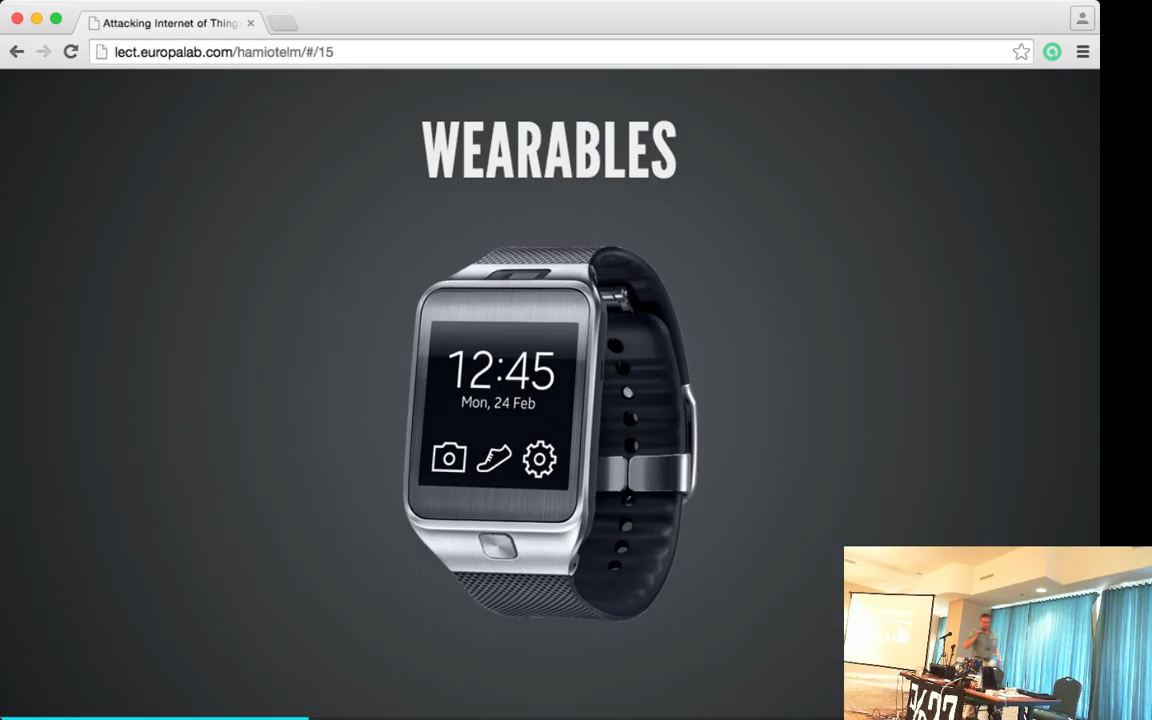 Attacking Internet of Thing
lect.europalab.com/hamiotelm/#/15
WEARABLES
12:45
Mon, 24 Feb